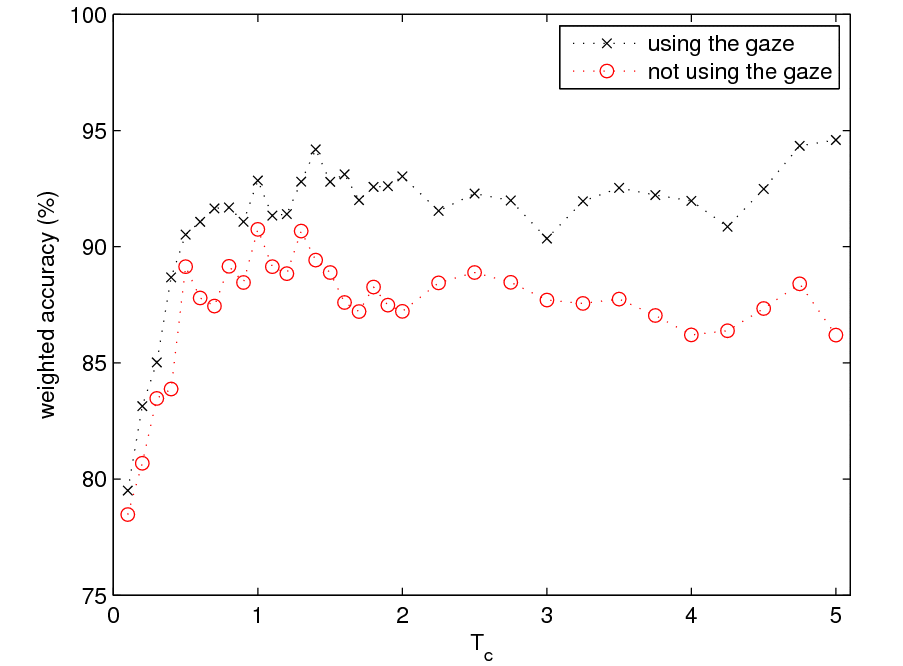 100
95
90
85
80
75
weighted accuracy (%)
using the gaze
not using the gaze
0 1 2 3 4 5
T_c